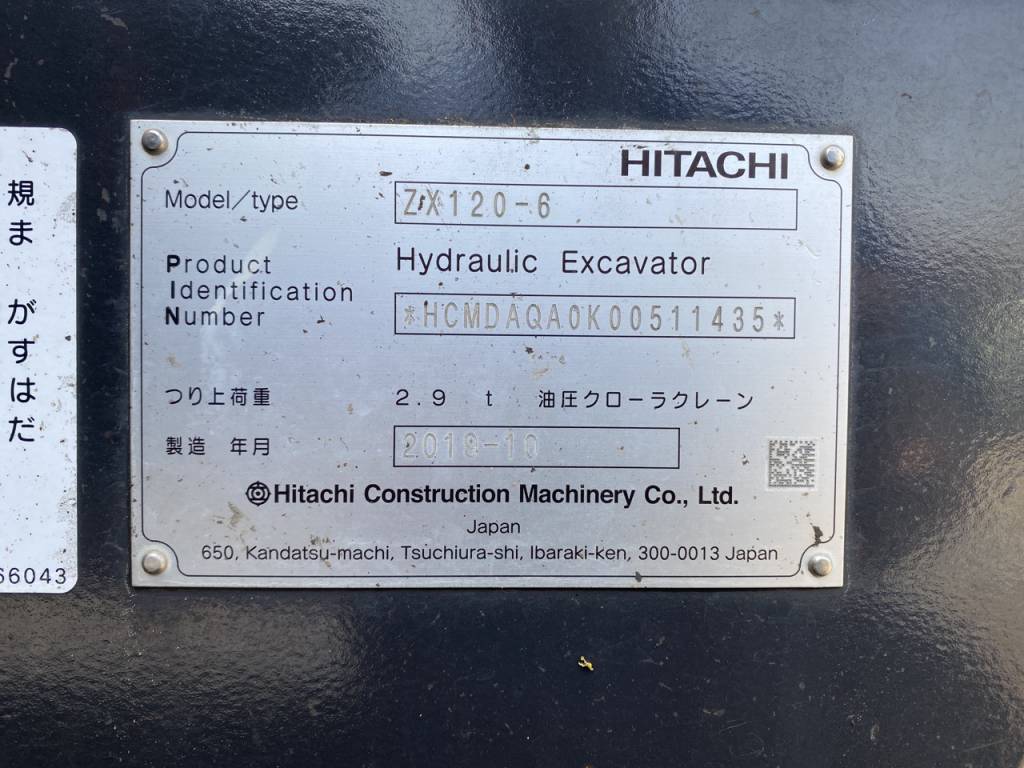 規ま がすはだ
66043
HITACHI
Model/type ZX120-6
Product Identification Number
Hydraulic Excavator
*HCMDAQA0K00511435*
つり上荷重 2.9 t 油圧クローラクレーン
製造 年月 2019-10
Hitachi Construction Machinery Co., Ltd.
Japan
650, Kandatsu-machi, Tsuchiura-shi, Ibaraki-ken, 300-0013 Japan